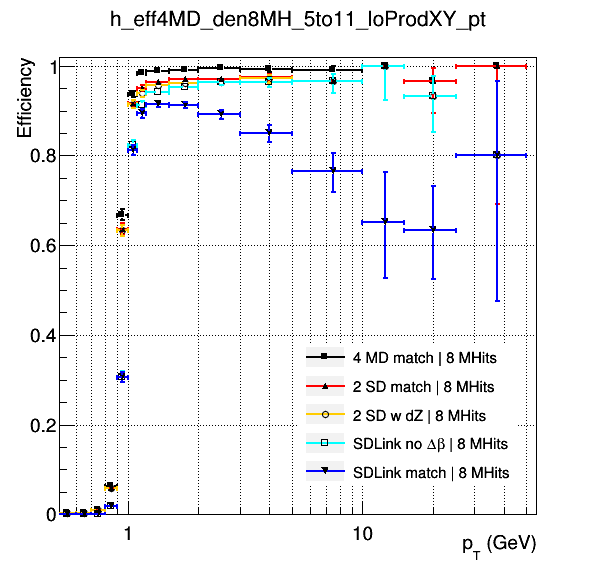 h_eff4MD_den8MH_5to11_loProdXY_pt
Efficiency
1
0.8
0.6
0.4
0.2
0
4 MD match | 8 MHits
2 SD match | 8 MHits
2 SD w dZ | 8 MHits
SDLink no Δβ | 8 MHits
SDLink match | 8 MHits
1
10
p_T (GeV)